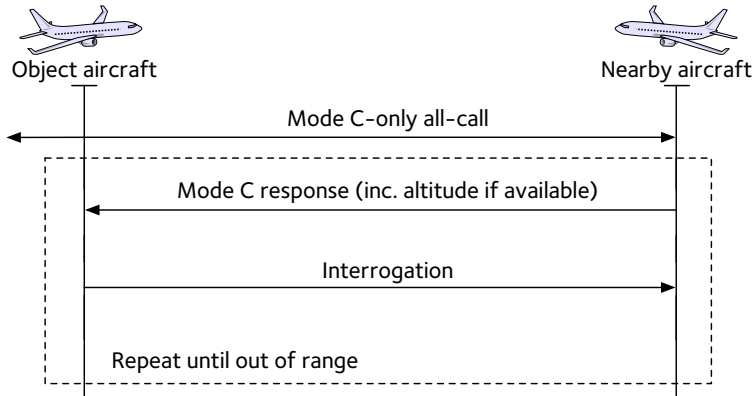 Object aircraft
Nearby aircraft
Mode C-only all-call
Mode C response (inc. altitude if available)
Interrogation
Repeat until out of range